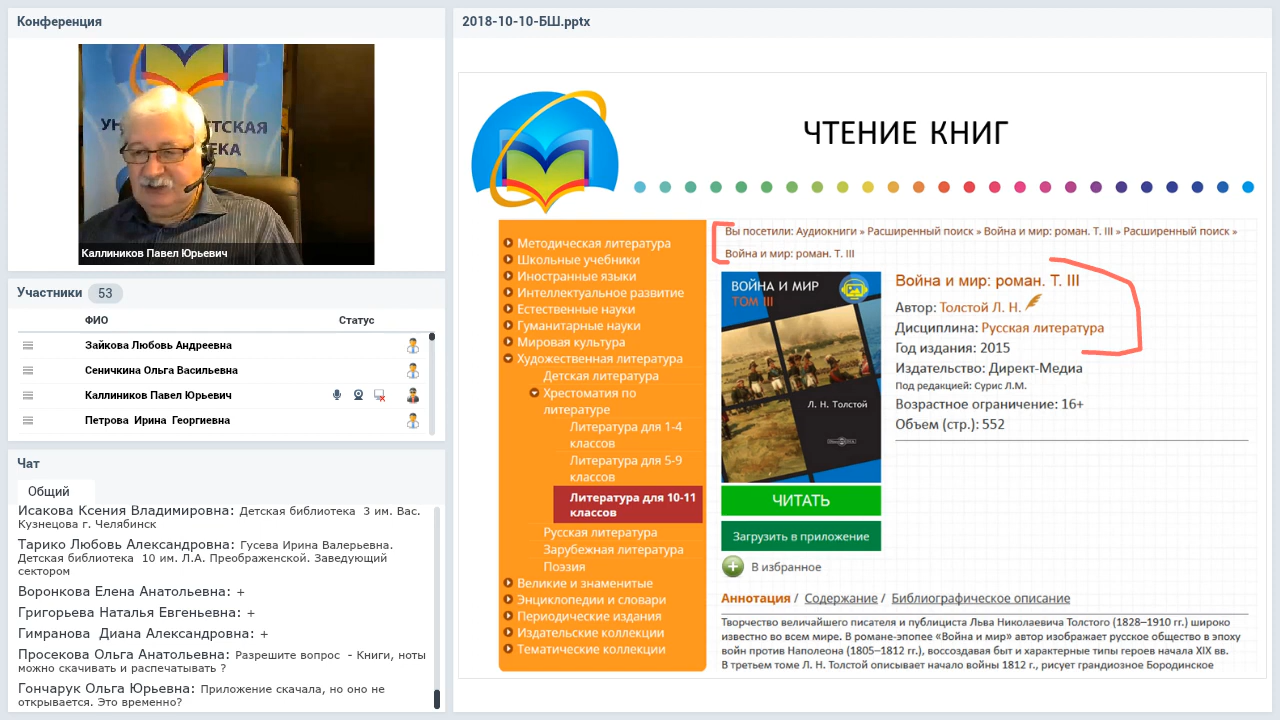 Конференция
УН
ЕТСКАЯ
ЕКА
Каллиников Павел Юрьевич
Участники 53
ФИО Статус
Зайкова Любовь Андреевна
Сеничкина Ольга Васильевна
Каллиников Павел Юрьевич
Петрова Ирина Георгиевна
Чат
Общий
Исакова Ксения Владимировна: Детская библиотека 3 им. Вас.
Кузнецова г. Челябинск
Тарико Любовь Александровна: Гусева Ирина Валерьевна.
Детская библиотека 10 им. Л.А. Преображенской. Заведующий
сектором
Воронкова Елена Анатольевна: +
Григорьева Наталья Евгеньевна: +
Гимранова Диана Александровна: +
Просекова Ольга Анатольевна: Разрешите вопрос - Книги, ноты
можно скачивать и распечатывать ?
Гончарук Ольга Юрьевна: Приложение скачала, но оно не
открывается. Это временно?
2018-10-10-БШ.pptx
ЧТЕНИЕ КНИГ
Методическая литература
Школьные учебники
Иностранные языки
Интеллектуальное развитие
Естественные науки
Гуманитарные науки
Мировая культура
Художественная литература
Детская литература
Хрестоматия по
литературе
Литература для 1-4
классов
Литература для 5-9
классов
Литература для 10-11
классов
Русская литература
Зарубежная литература
Поэзия
Великие и знаменитые
Энциклопедии и словари
Периодические издания
Издательские коллекции
Тематические коллекции
Вы посетили: Аудиокниги » Расширенный поиск » Война и мир: роман. Т. III » Расширенный поиск »
Война и мир: роман. Т. III
ВОЙНА И МИР
ТОМ III
Л. Н. Толстой
ЧИТАТЬ
Загрузить в приложение
В избранное
Война и мир: роман. Т. III
Автор: Толстой Л. Н.
Дисциплина: Русская литература
Год издания: 2015
Издательство: Директ-Медиа
Под редакцией: Сурис Л.М.
Возрастное ограничение: 16+
Объем (стр.): 552
Аннотация / Содержание / Библиографическое описание
Творчество величайшего писателя и публициста Льва Николаевича Толстого (1828–1910 гг.) широко
известно во всем мире. В романе-эпопее «Война и мир» автор изображает русское общество в эпоху
войн против Наполеона (1805–1812 гг.), воссоздавая быт и характерные типы героев начала XIX вв.
В третьем томе Л. Н. Толстой описывает начало войны 1812 г., рисует грандиозное Бородинское